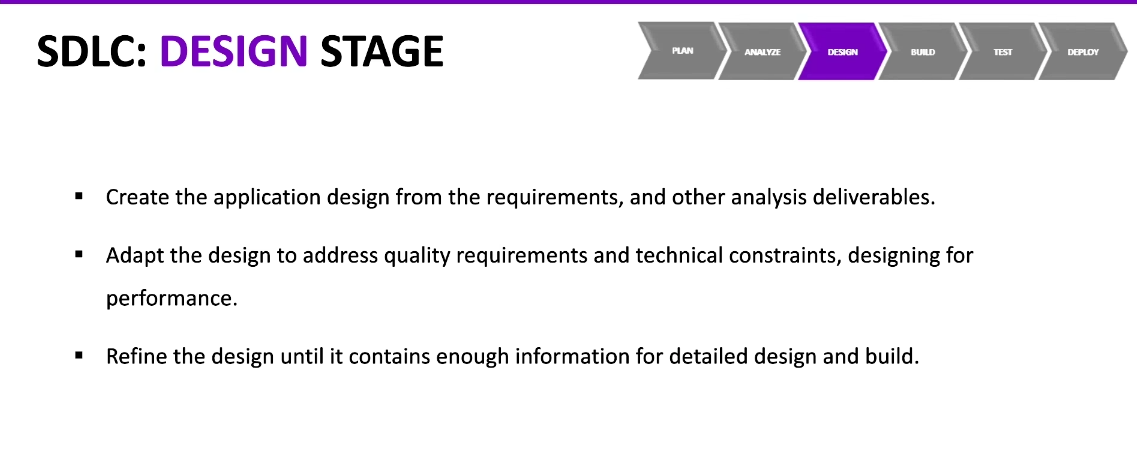 SDLC: DESIGN STAGE
PLAN
ANALYZE
DESIGN
BUILD
TEST
DEPLOY
▪ Create the application design from the requirements, and other analysis deliverables.
▪ Adapt the design to address quality requirements and technical constraints, designing for
performance.
▪ Refine the design until it contains enough information for detailed design and build.